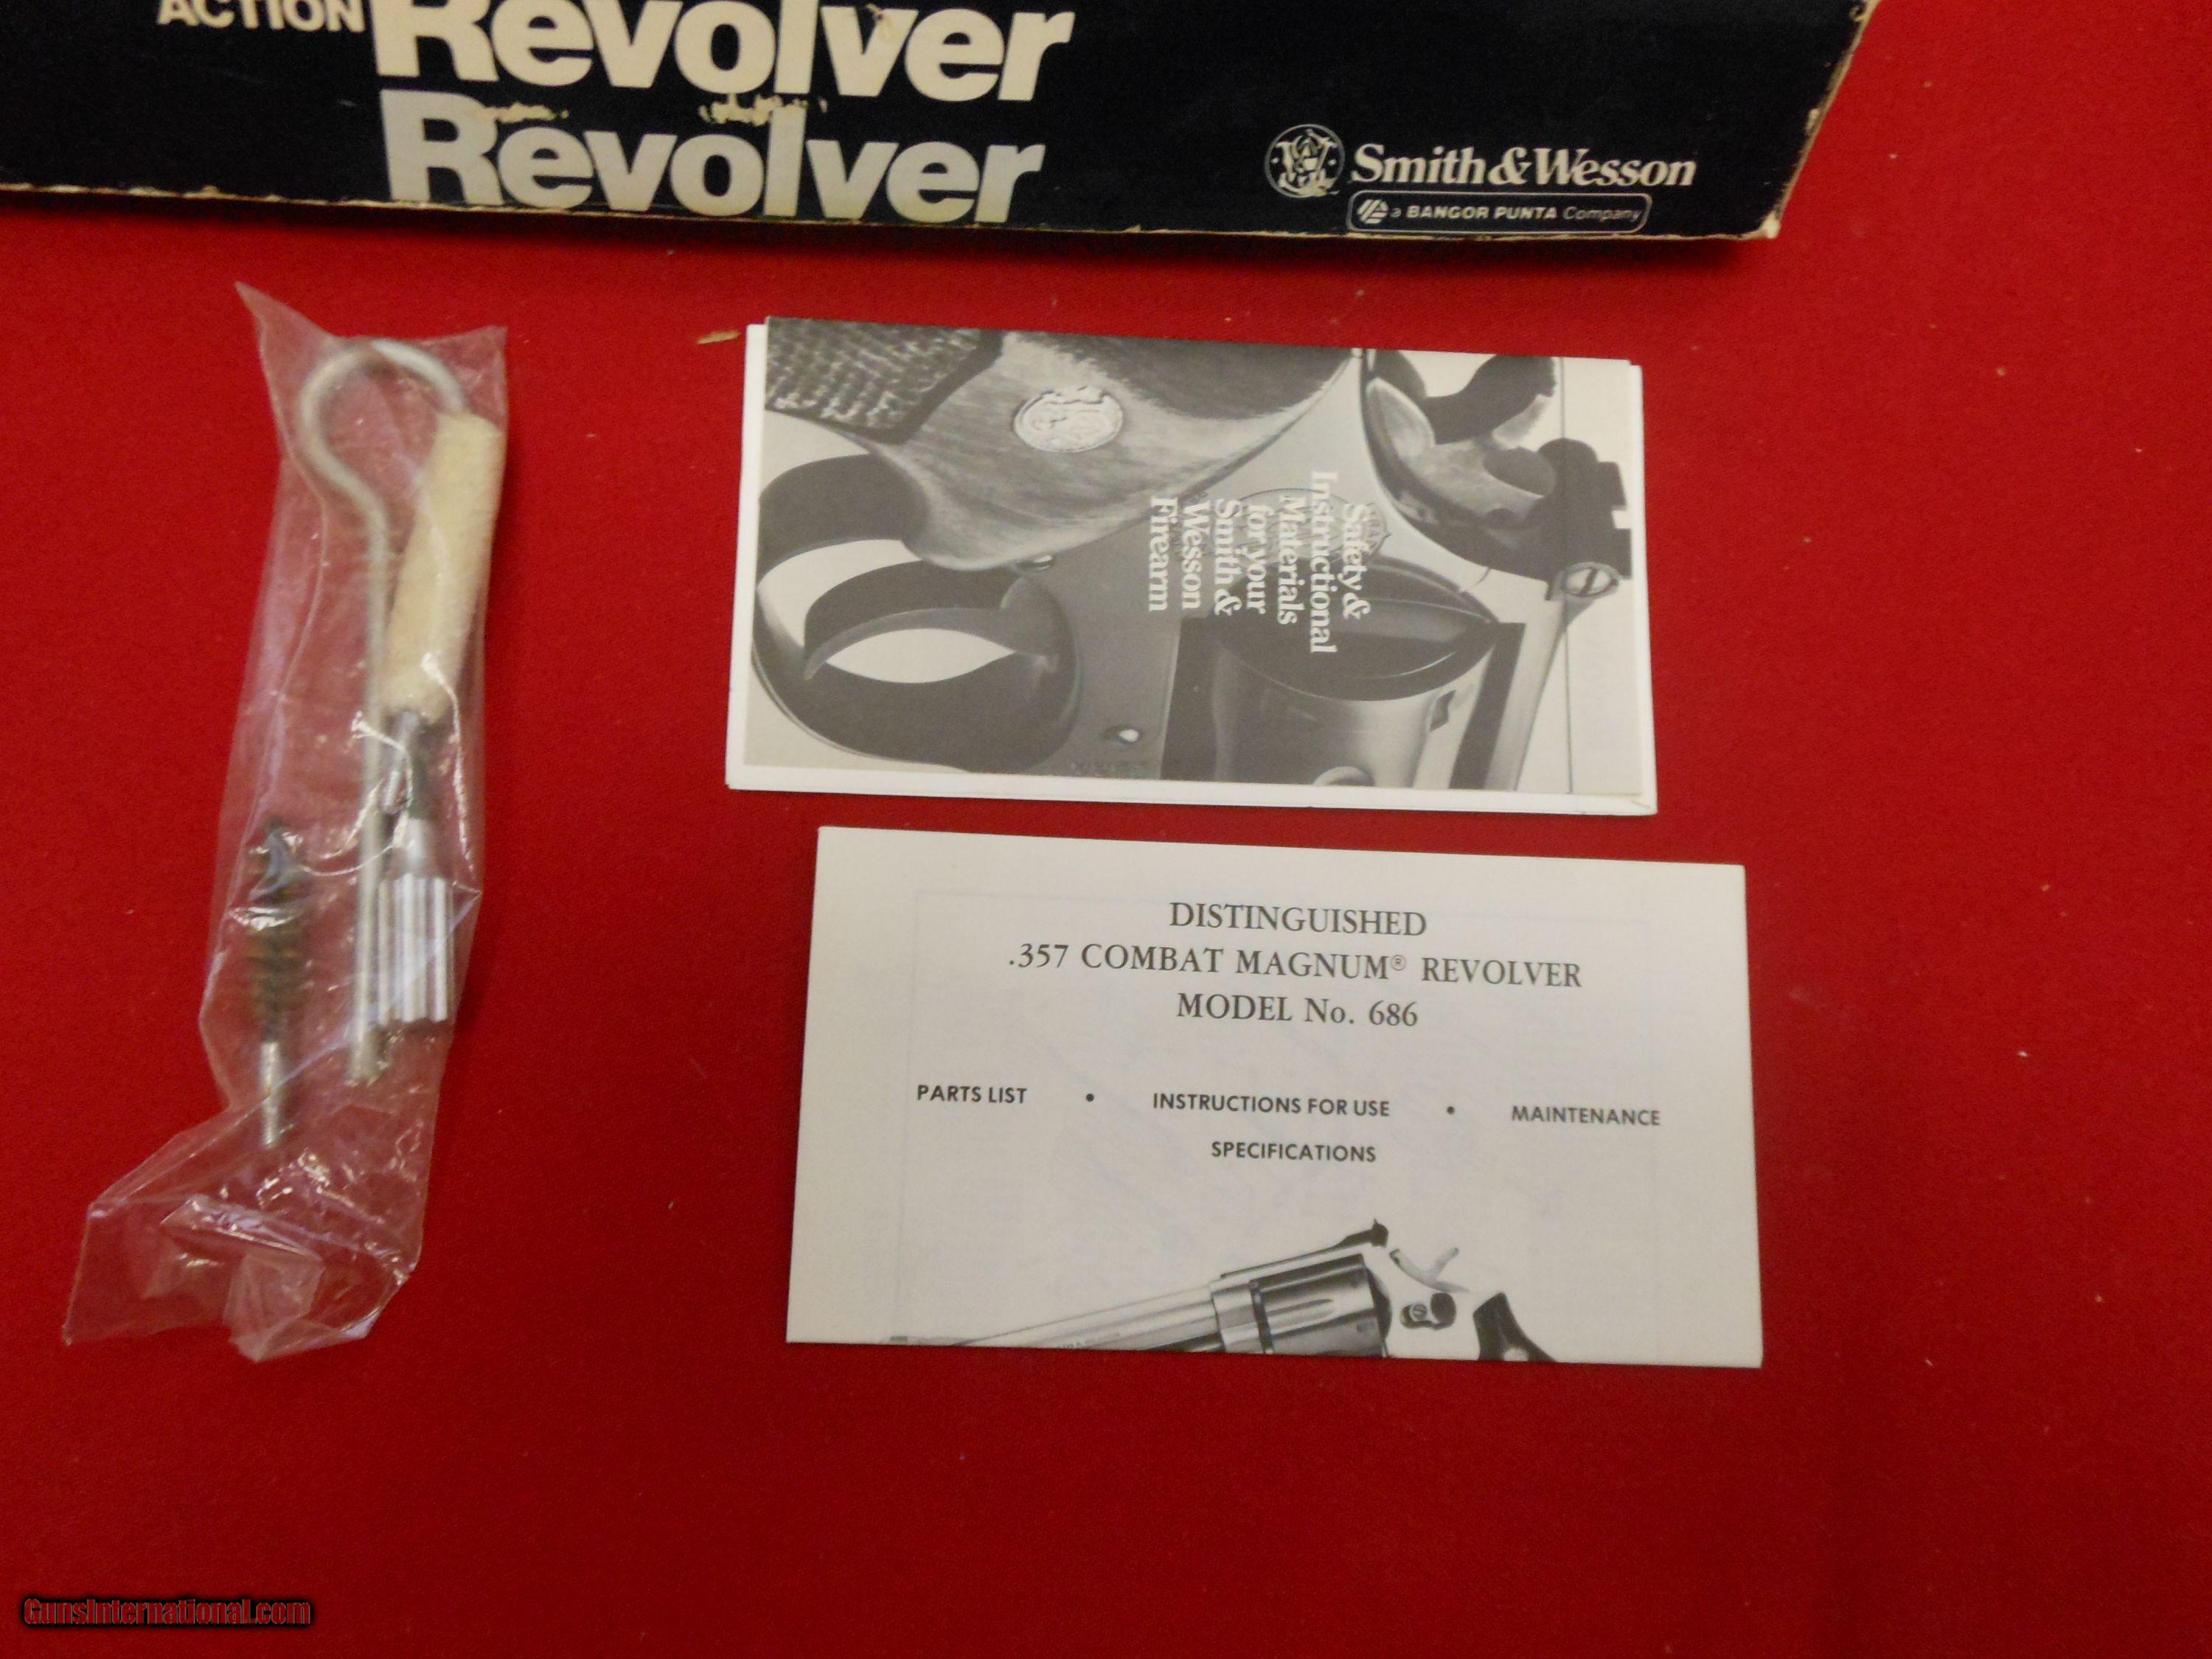 ACTION Revolver
Revolver
Smith & Wesson
a BANGOR PUNTA Company
Safety &
Instructional
Materials
for your
Smith &
Wesson
Firearm
DISTINGUISHED
.357 COMBAT MAGNUM® REVOLVER
MODEL No. 686
PARTS LIST • INSTRUCTIONS FOR USE • MAINTENANCE
SPECIFICATIONS
GunsInternational.com